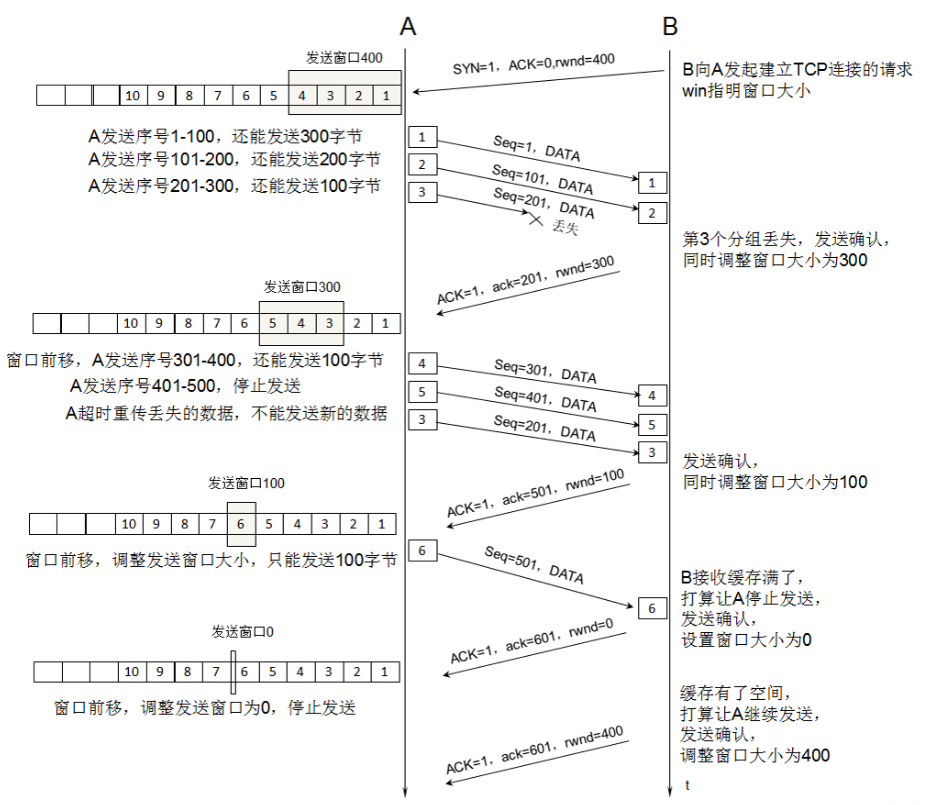 A
B
发送窗口400
SYN=1，ACK=0,rwnd=400
B向A发起建立TCP连接的请求
win指明窗口大小
10 9 8 7 6 5 4 3 2 1
A发送序号1-100，还能发送300字节
A发送序号101-200，还能发送200字节
A发送序号201-300，还能发送100字节
1
Seq=1，DATA
1
2
Seq=101，DATA
2
3
Seq=201，DATA
丢失
第3个分组丢失，发送确认，
同时调整窗口大小为300
ACK=1，ack=201，rwnd=300
发送窗口300
10 9 8 7 6 5 4 3 2 1
窗口前移，A发送序号301-400，还能发送100字节
A发送序号401-500，停止发送
A超时重传丢失的数据，不能发送新的数据
4
Seq=301，DATA
4
5
Seq=401，DATA
5
3
Seq=201，DATA
3
发送确认，
同时调整窗口大小为100
ACK=1，ack=501，rwnd=100
发送窗口100
10 9 8 7 6 5 4 3 2 1
窗口前移，调整发送窗口大小，只能发送100字节
6
Seq=501，DATA
6
B接收缓存满了，
打算让A停止发送，
发送确认，
设置窗口大小为0
ACK=1，ack=601，rwnd=0
发送窗口0
10 9 8 7 6 5 4 3 2 1
窗口前移，调整发送窗口为0，停止发送
缓存有了空间，
打算让A继续发送，
发送确认，
调整窗口大小为400
ACK=1，ack=601，rwnd=400
t